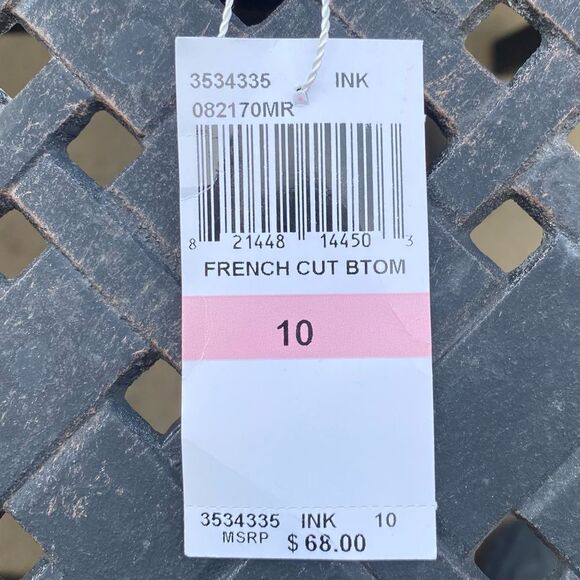 3534335 INK
082170MR
8 21448 14450 3
FRENCH CUT BTOM
10
3534335 INK 10
MSRP $68.00